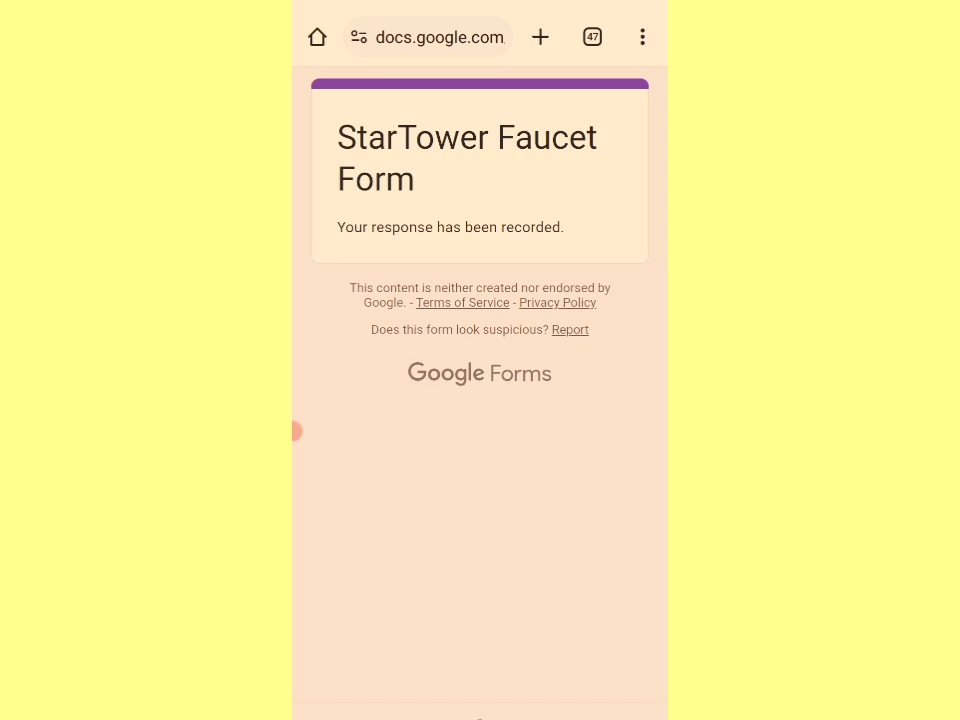 docs.google.com
47
StarTower Faucet
Form
Your response has been recorded.
This content is neither created nor endorsed by
Google. - Terms of Service - Privacy Policy
Does this form look suspicious? Report
Google Forms